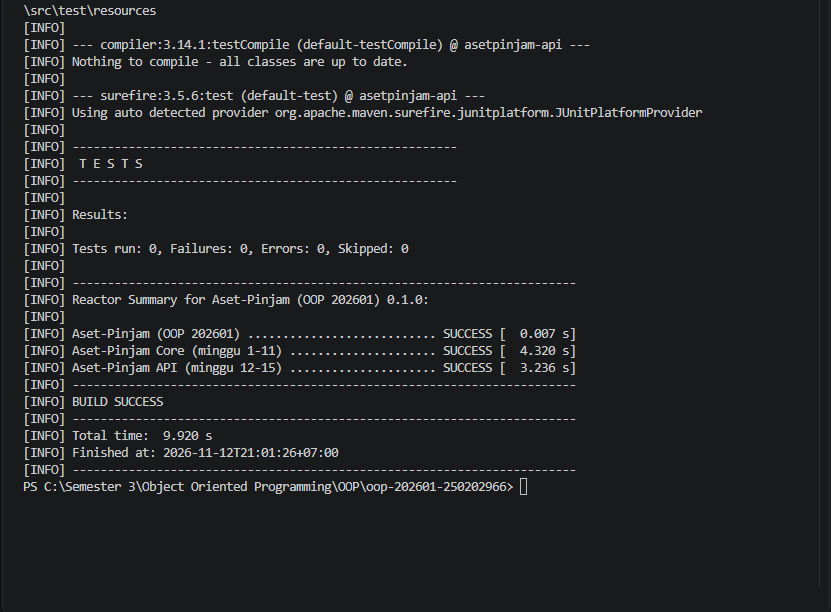 \src\test\resources
[INFO]
[INFO] --- compiler:3.14.1:testCompile (default-testCompile) @ asetpinjam-api ---
[INFO] Nothing to compile - all classes are up to date.
[INFO]
[INFO] --- surefire:3.5.6:test (default-test) @ asetpinjam-api ---
[INFO] Using auto detected provider org.apache.maven.surefire.junitplatform.JUnitPlatformProvider
[INFO]
[INFO] -------------------------------------------------------
[INFO]  T E S T S
[INFO] -------------------------------------------------------
[INFO]
[INFO] Results:
[INFO]
[INFO] Tests run: 0, Failures: 0, Errors: 0, Skipped: 0
[INFO]
[INFO] ------------------------------------------------------------------------
[INFO] Reactor Summary for Aset-Pinjam (OOP 202601) 0.1.0:
[INFO]
[INFO] Aset-Pinjam (OOP 202601) ........................... SUCCESS [  0.007 s]
[INFO] Aset-Pinjam Core (minggu 1-11) ..................... SUCCESS [  4.320 s]
[INFO] Aset-Pinjam API (minggu 12-15) ..................... SUCCESS [  3.236 s]
[INFO] ------------------------------------------------------------------------
[INFO] BUILD SUCCESS
[INFO] ------------------------------------------------------------------------
[INFO] Total time:  9.920 s
[INFO] Finished at: 2026-11-12T21:01:26+07:00
[INFO] ------------------------------------------------------------------------
PS C:\Semester 3\Object Oriented Programming\OOP\oop-202601-250202966>